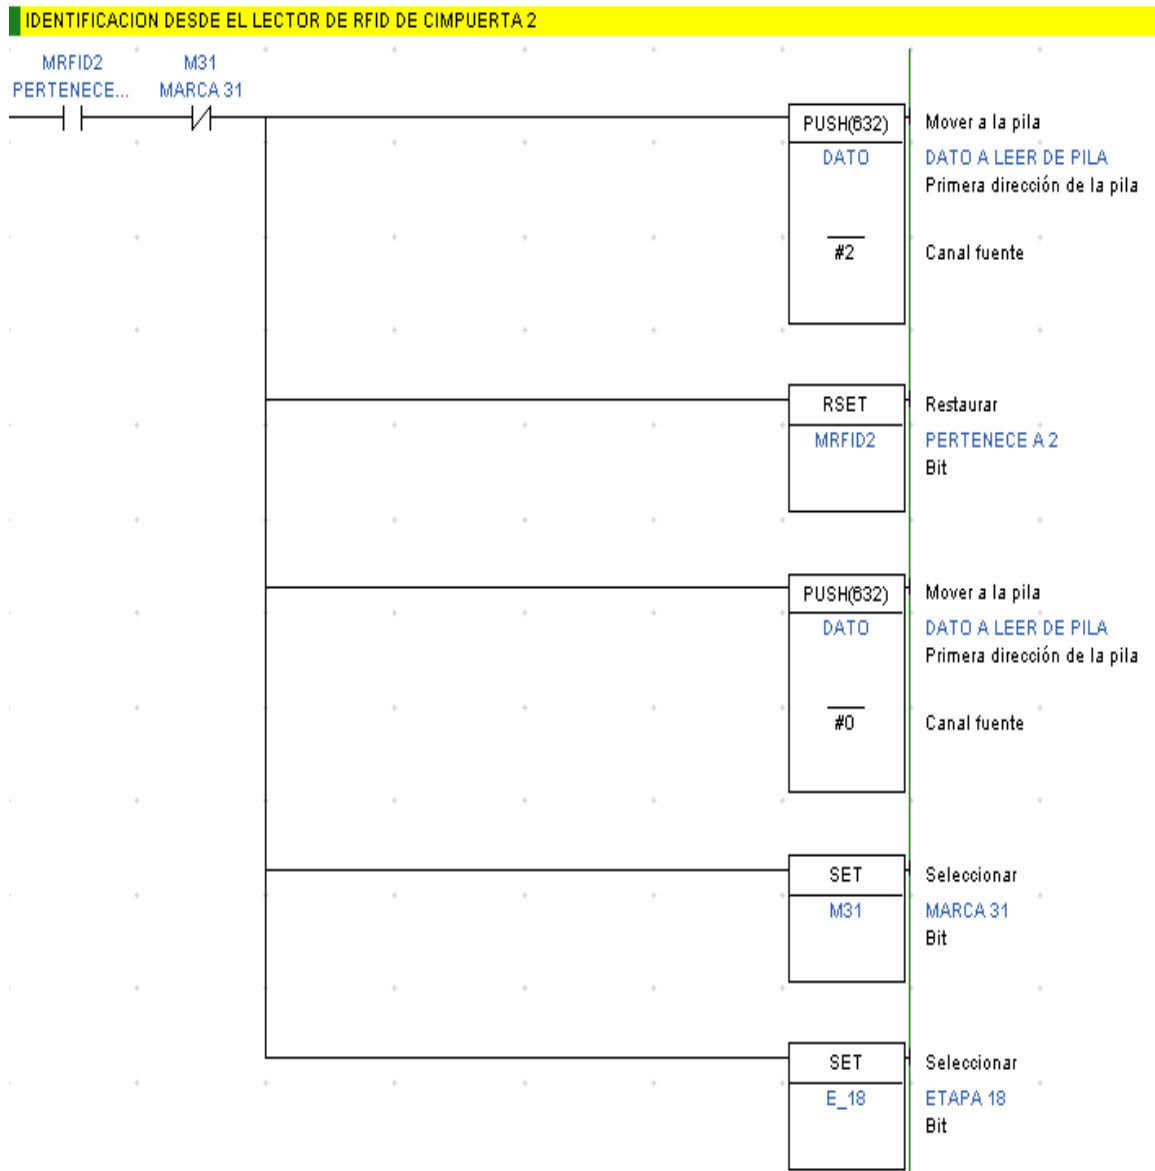 IDENTIFICACION DESDE EL LECTOR DE RFID DE CIMPUERTA 2
MRFID2 M31
PERTENECE... MARCA 31
PUSH(632) Mover a la pila
DATO DATO A LEER DE PILA
Primera dirección de la pila
#2 Canal fuente
RSET Restaurar
MRFID2 PERTENECE A 2
Bit
PUSH(632) Mover a la pila
DATO DATO A LEER DE PILA
Primera dirección de la pila
#0 Canal fuente
SET Seleccionar
M31 MARCA 31
Bit
SET Seleccionar
E_18 ETAPA 18
Bit